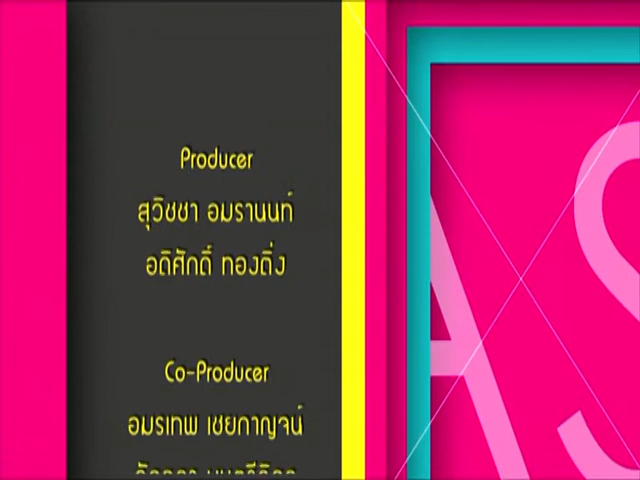 Producer
สุวิชชา อมรานนท์
อดิศักดิ์ ทองดิ่ง
Co-Producer
อมรเทพ เชยกาญจน์
AS